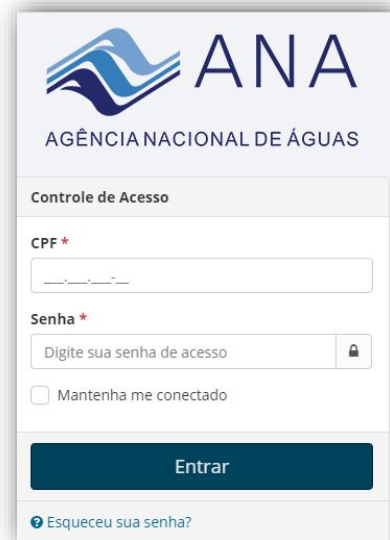 ANA
AGÊNCIA NACIONAL DE ÁGUAS
Controle de Acesso
CPF *
___.___.___-__
Senha *
Digite sua senha de acesso
Mantenha me conectado
Entrar
Esqueceu sua senha?